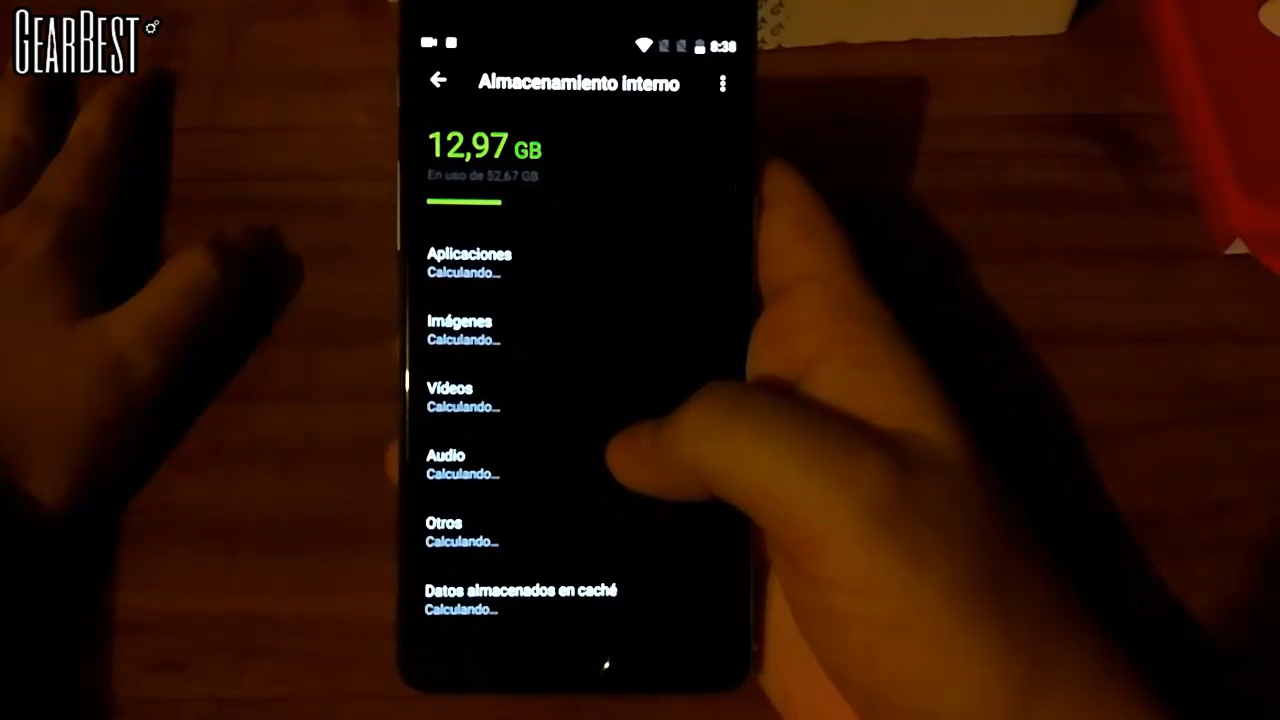 GEARBEST
8:38
Almacenamiento interno
12,97 GB
En uso de 52,67 GB
Aplicaciones
Calculando...
Imágenes
Calculando...
Vídeos
Calculando...
Audio
Calculando...
Otros
Calculando...
Datos almacenados en caché
Calculando...